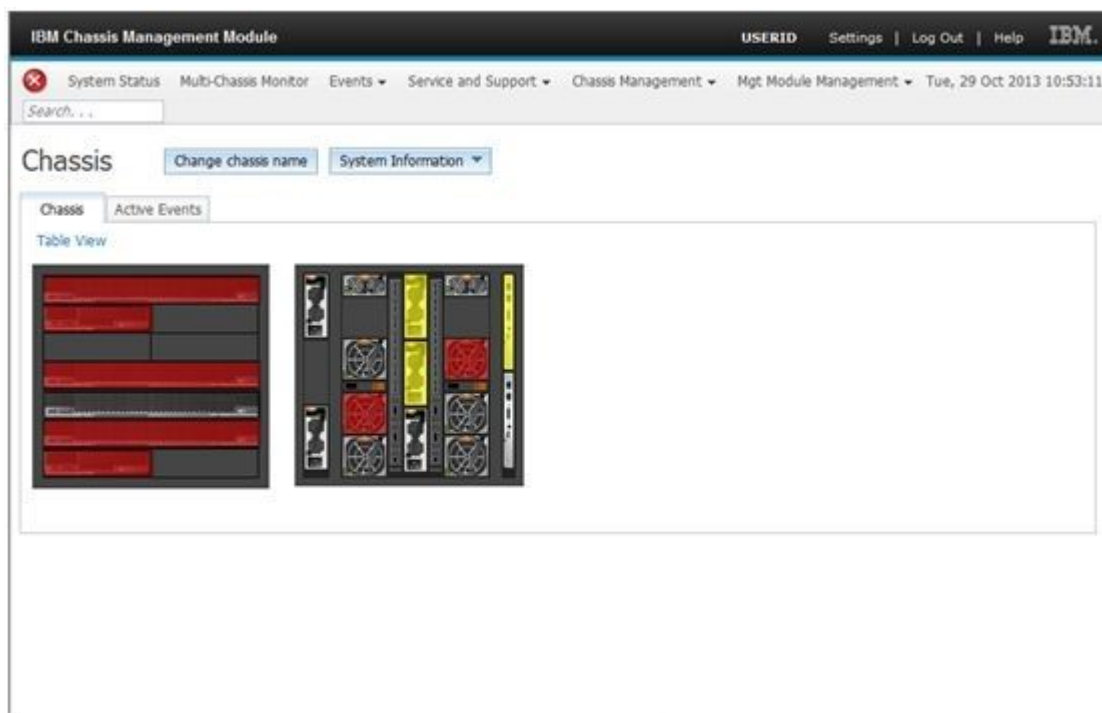 IBM Chassis Management Module USERID Settings | Log Out | Help IBM.
System Status Multi-Chassis Monitor Events Service and Support Chassis Management Mgt Module Management Tue, 29 Oct 2013 10:53:11
Search. . .
Chassis Change chassis name System Information
Chassis Active Events
Table View